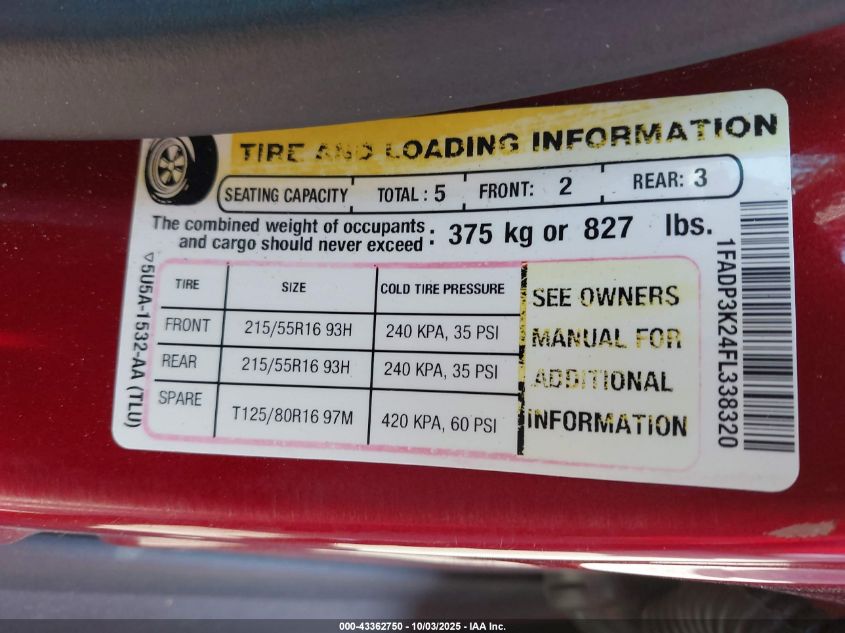 TIRE AND LOADING INFORMATION
SEATING CAPACITY TOTAL : 5 FRONT: 2 REAR: 3
The combined weight of occupants
and cargo should never exceed : 375 kg or 827 lbs.
TIRE SIZE COLD TIRE PRESSURE
FRONT 215/55R16 93H 240 KPA, 35 PSI
REAR 215/55R16 93H 240 KPA, 35 PSI
SPARE T125/80R16 97M 420 KPA, 60 PSI
SEE OWNERS
MANUAL FOR
ADDITIONAL
INFORMATION
5U5A-1532-AA (TLU)
1FADP3K24FL338320
000-43362750 - 10/03/2025 - IAA Inc.